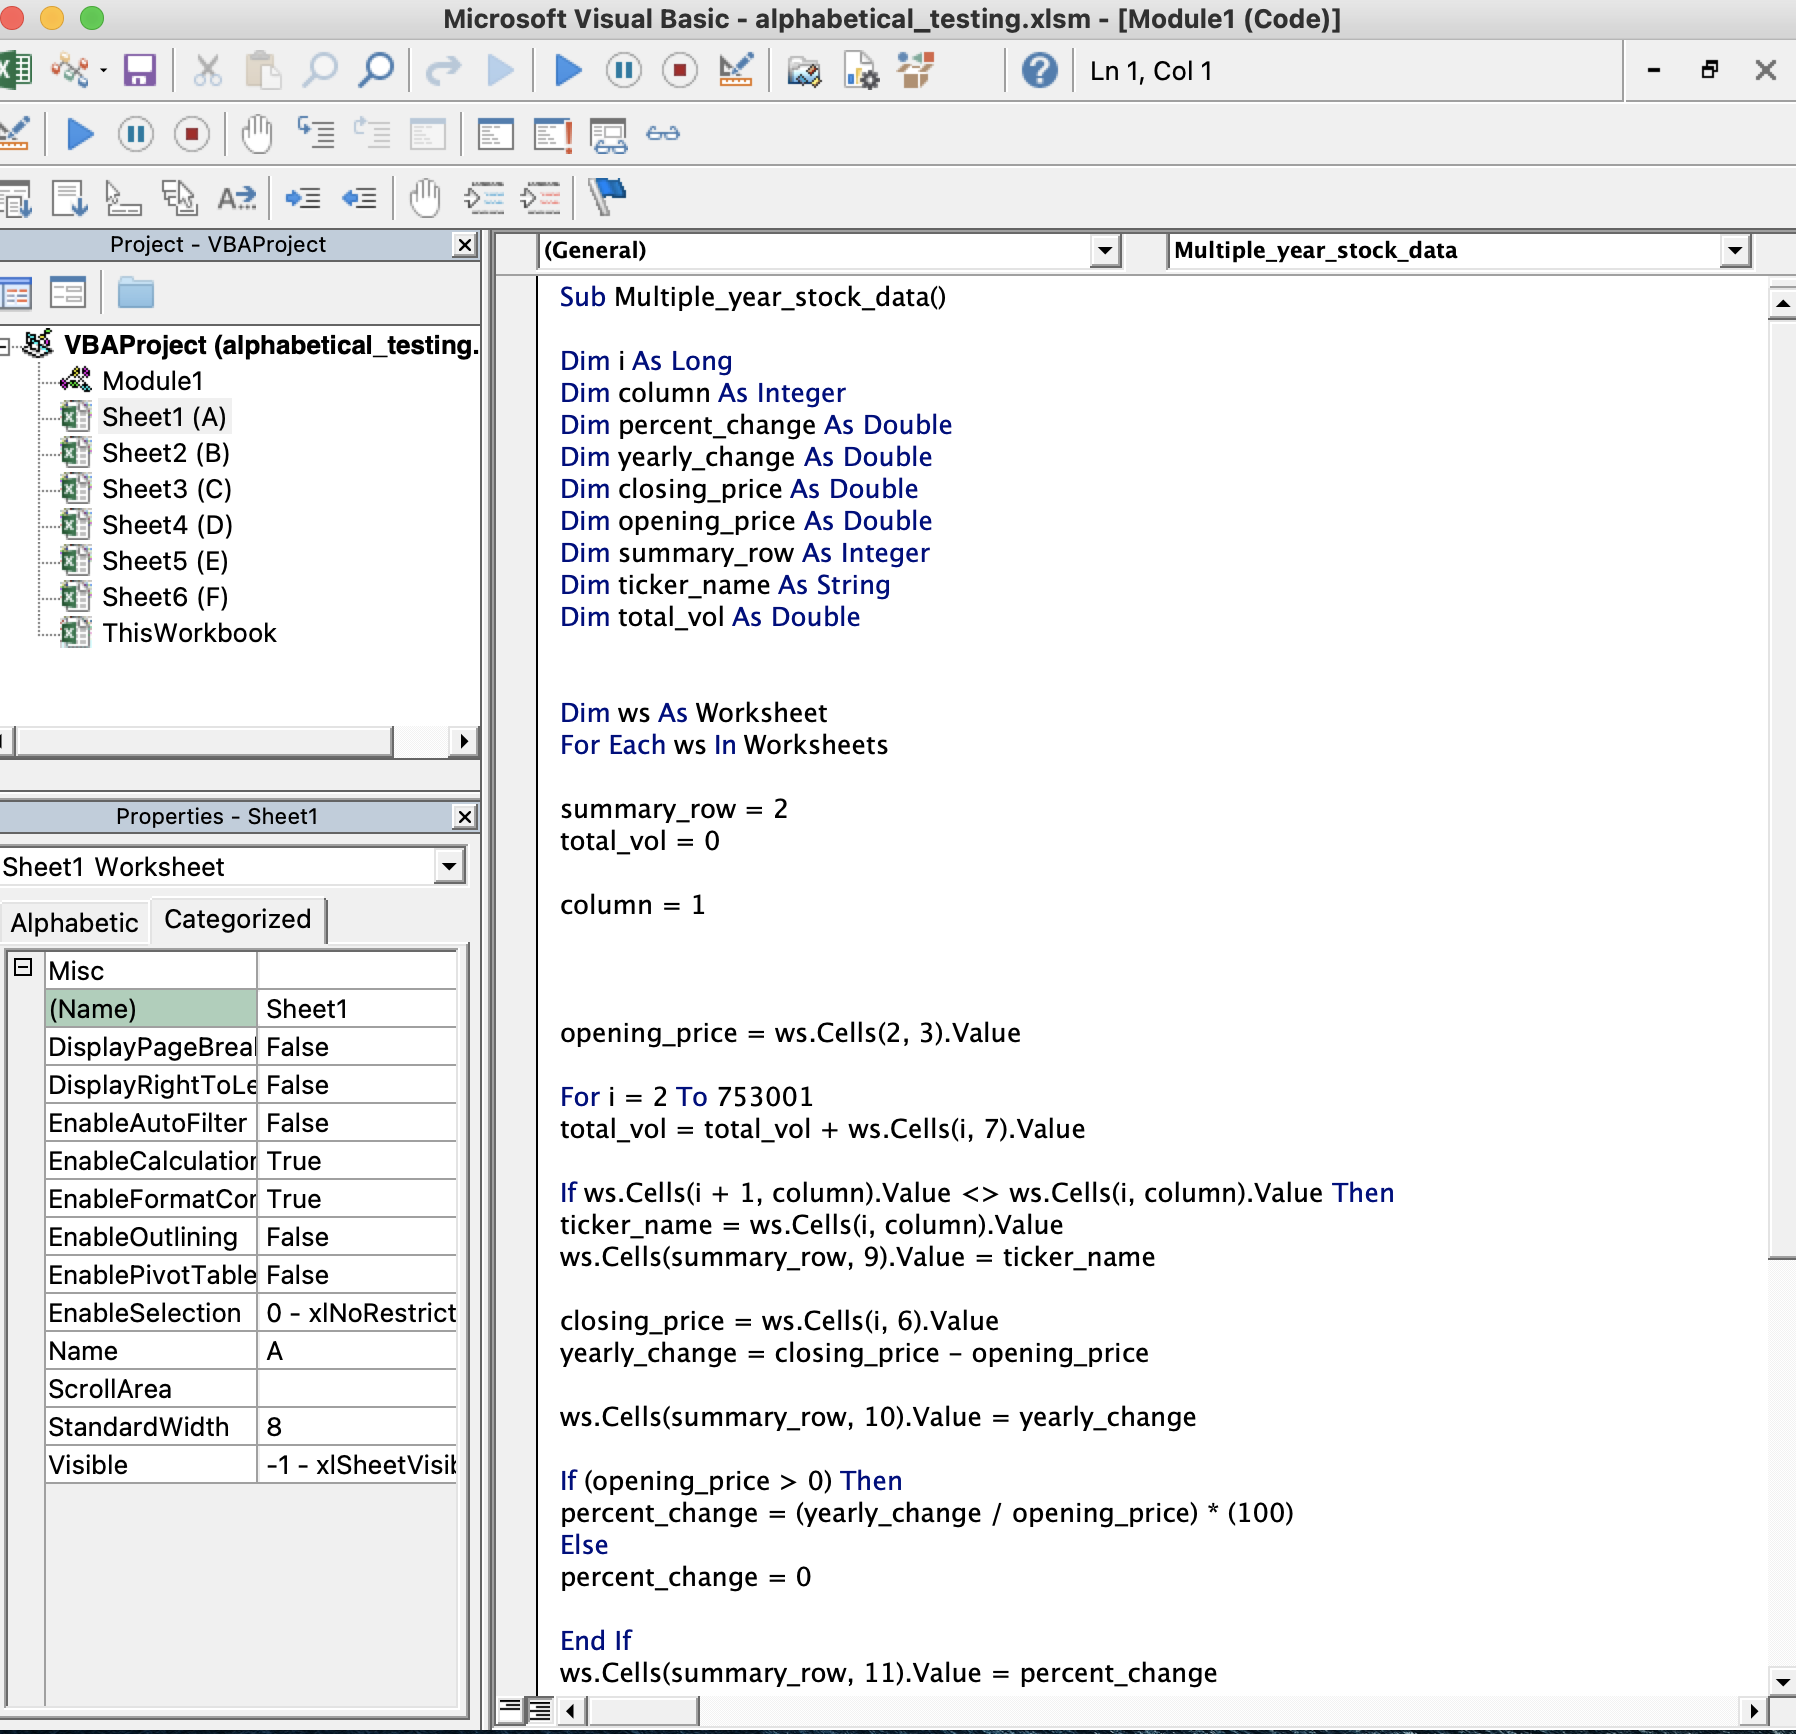 Microsoft Visual Basic - alphabetical_testing.xlsm - [Module1 (Code)]
Ln 1, Col 1
Project - VBAProject
VBAProject (alphabetical_testing.
Module1
Sheet1 (A)
Sheet2 (B)
Sheet3 (C)
Sheet4 (D)
Sheet5 (E)
Sheet6 (F)
ThisWorkbook
Properties - Sheet1
Sheet1 Worksheet
Alphabetic Categorized
Misc
(Name) Sheet1
DisplayPageBrea False
DisplayRightToLe False
EnableAutoFilter False
EnableCalculation True
EnableFormatCor True
EnableOutlining False
EnablePivotTable False
EnableSelection 0 - xlNoRestrict
Name A
ScrollArea
StandardWidth 8
Visible -1 - xlSheetVisib
(General) Multiple_year_stock_data
Sub Multiple_year_stock_data()
Dim i As Long
Dim column As Integer
Dim percent_change As Double
Dim yearly_change As Double
Dim closing_price As Double
Dim opening_price As Double
Dim summary_row As Integer
Dim ticker_name As String
Dim total_vol As Double
Dim ws As Worksheet
For Each ws In Worksheets
summary_row = 2
total_vol = 0
column = 1
opening_price = ws.Cells(2, 3).Value
For i = 2 To 753001
total_vol = total_vol + ws.Cells(i, 7).Value
If ws.Cells(i + 1, column).Value <> ws.Cells(i, column).Value Then
ticker_name = ws.Cells(i, column).Value
ws.Cells(summary_row, 9).Value = ticker_name
closing_price = ws.Cells(i, 6).Value
yearly_change = closing_price - opening_price
ws.Cells(summary_row, 10).Value = yearly_change
If (opening_price > 0) Then
percent_change = (yearly_change / opening_price) * (100)
Else
percent_change = 0
End If
ws.Cells(summary_row, 11).Value = percent_change